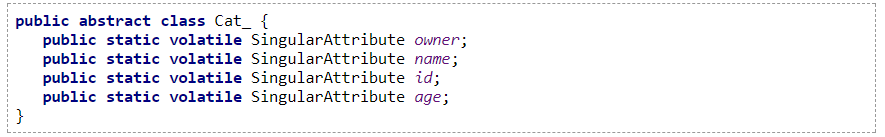 public abstract class Cat_ {
public static volatile SingularAttribute owner;
public static volatile SingularAttribute name;
public static volatile SingularAttribute id;
public static volatile SingularAttribute age;
}